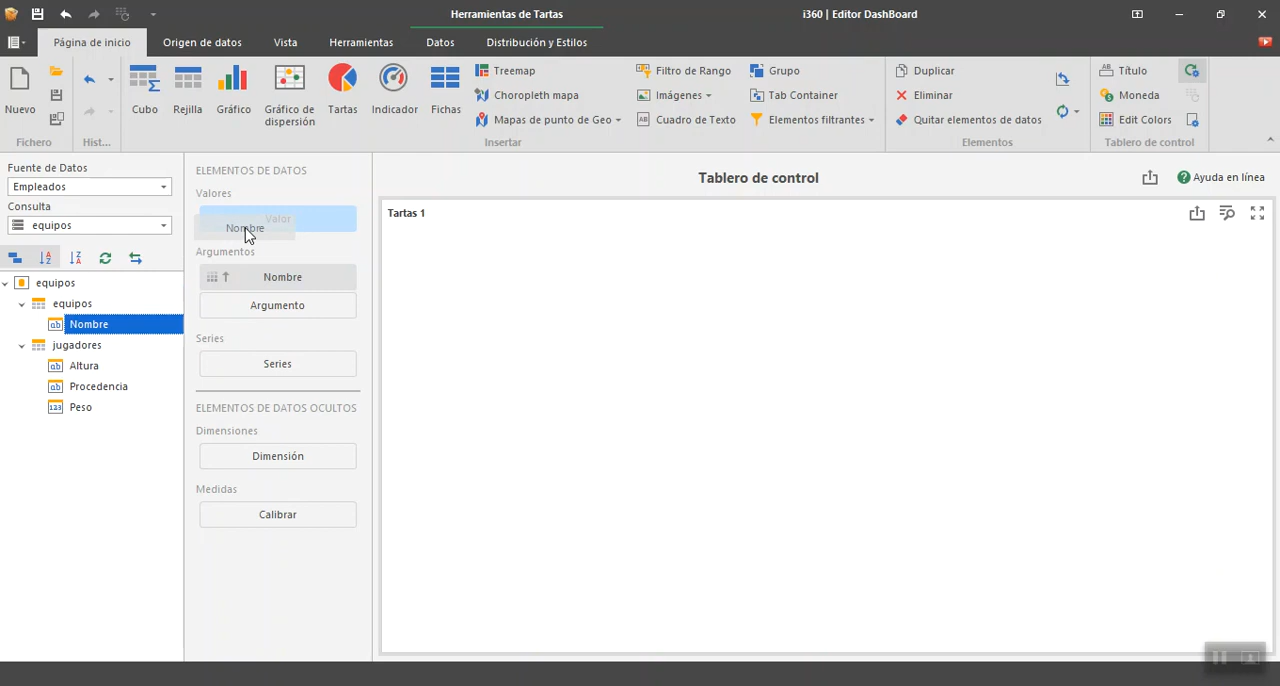 Herramientas de Tartas
i360 | Editor DashBoard
Página de inicio
Origen de datos
Vista
Herramientas
Datos
Distribución y Estilos
Nuevo
Fichero
Hist...
Cubo
Rejilla
Gráfico
Gráfico de
dispersión
Tartas
Indicador
Fichas
Treemap
Choropleth mapa
Mapas de punto de Geo
Filtro de Rango
Imágenes
Cuadro de Texto
Grupo
Tab Container
Elementos filtrantes
Insertar
Duplicar
Eliminar
Quitar elementos de datos
Elementos
Título
Moneda
Edit Colors
Tablero de control
Fuente de Datos
Empleados
Consulta
equipos
equipos
equipos
Nombre
jugadores
Altura
Procedencia
Peso
ELEMENTOS DE DATOS
Valores
Valor
Nombre
Argumentos
Nombre
Argumento
Series
Series
ELEMENTOS DE DATOS OCULTOS
Dimensiones
Dimensión
Medidas
Calibrar
Tablero de control
Ayuda en línea
Tartas 1